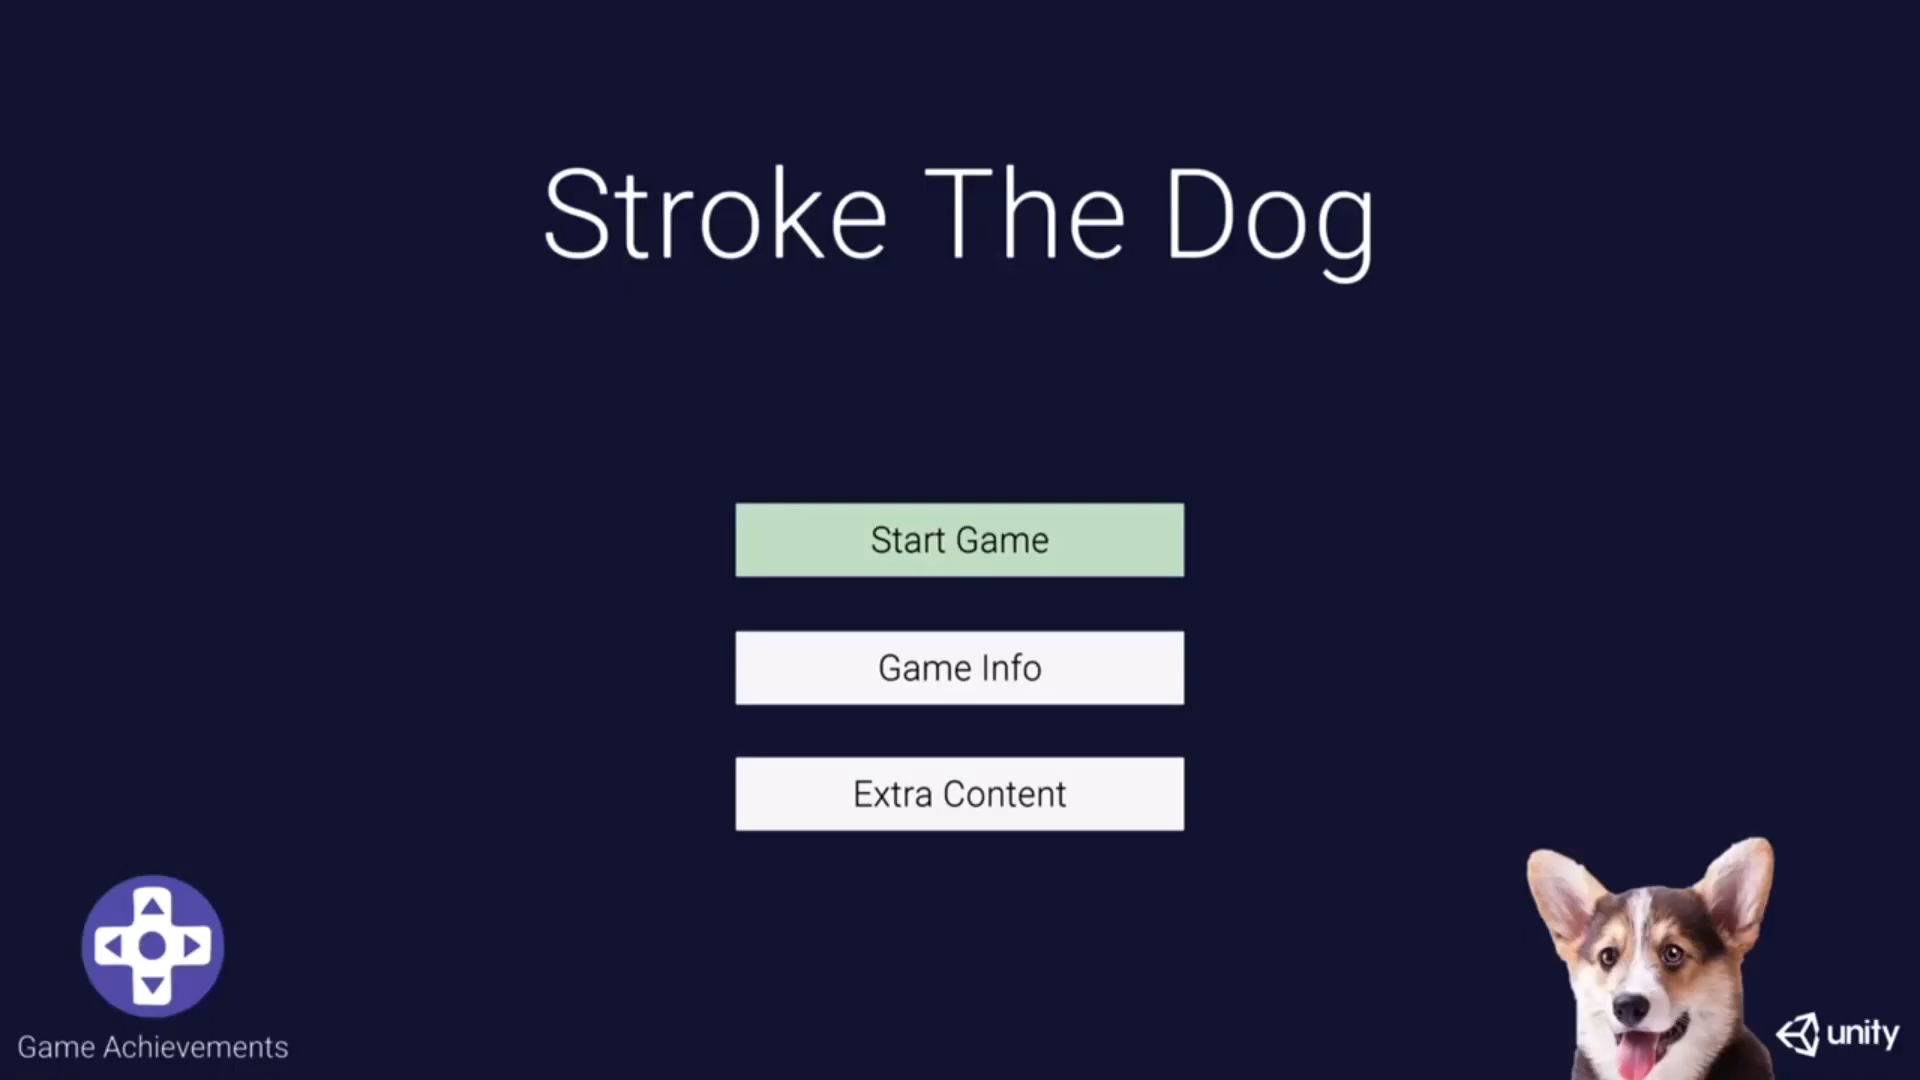 Stroke The Dog
Start Game
Game Info
Extra Content
Game Achievements
unity